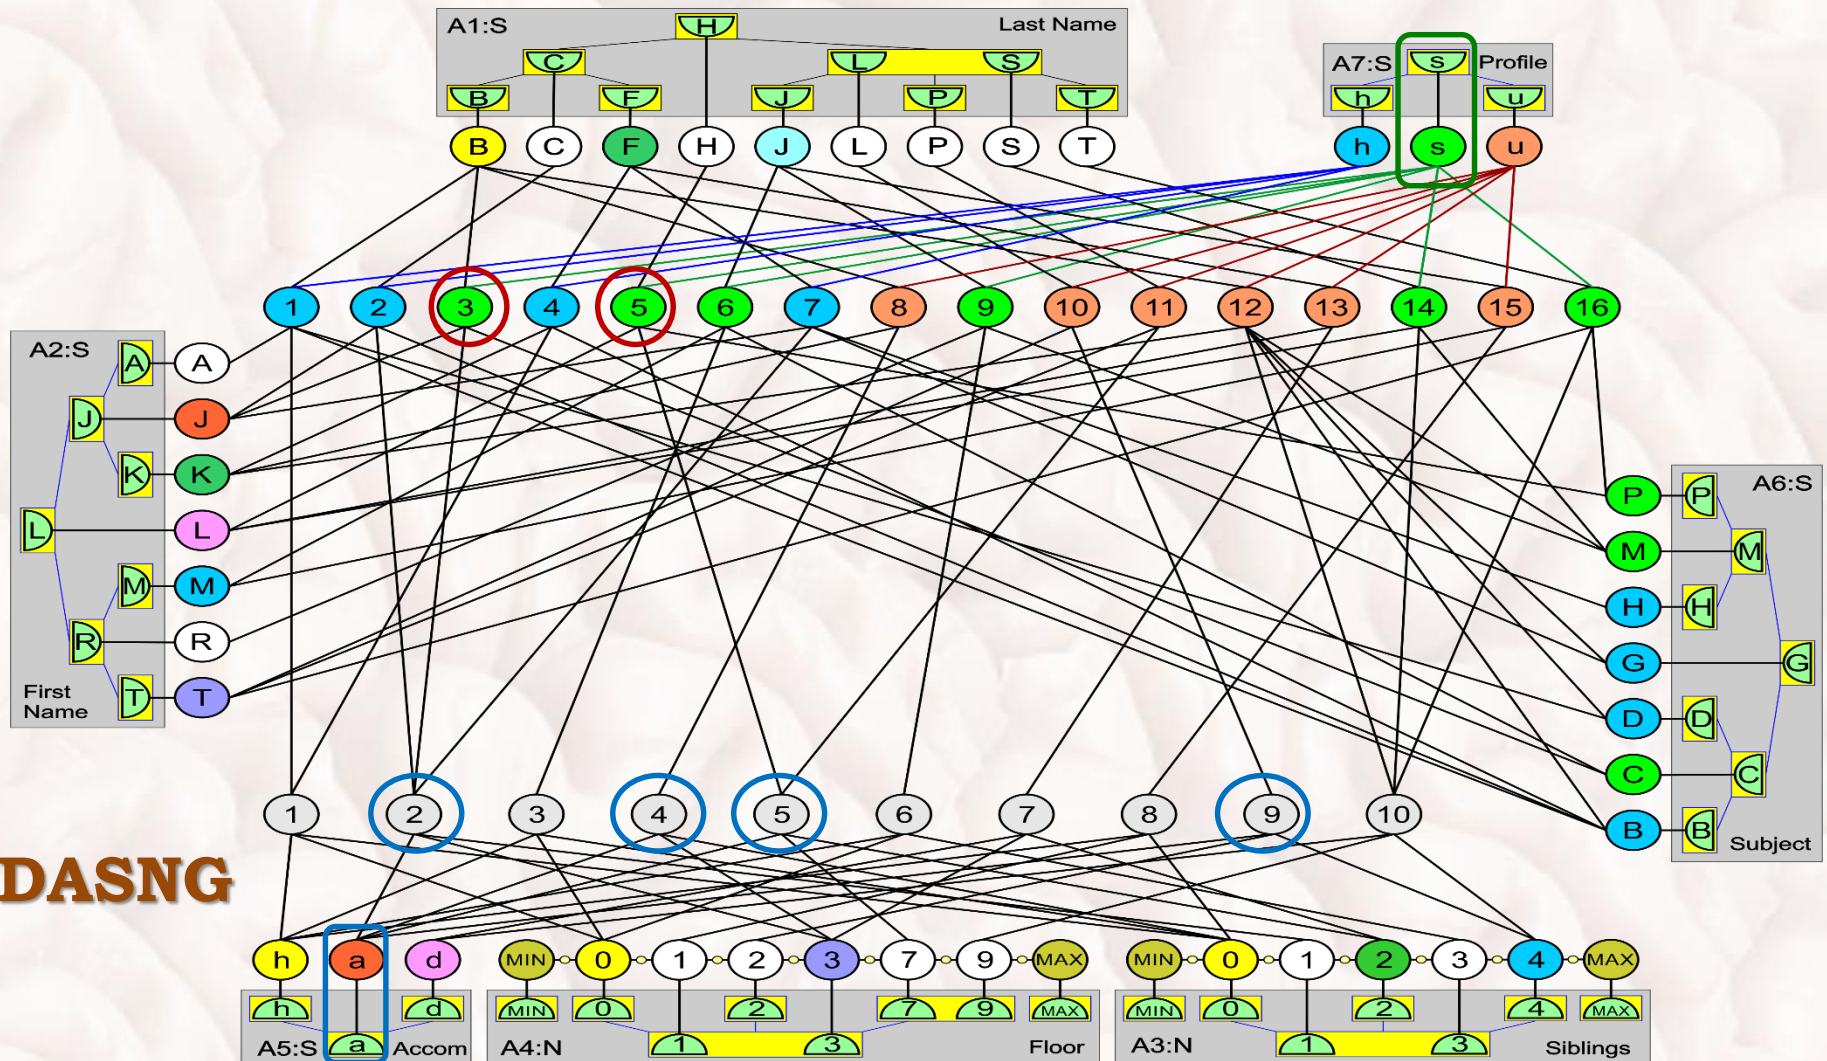 A1:S H Last Name
C L S
B F J P T
B C F H J L P S T
A7:S s Profile
h u
h s u
1 2 3 4 5 6 7 8 9 10 11 12 13 14 15 16
A2:S
A A
J J
K K
L L
M M
R R
T T
First
Name
A6:S
P P
M M
H H
G G
D D
C C
B B
Subject
1 2 3 4 5 6 7 8 9 10
DASNG
h a d
h d
A5:S a Accom
MIN 0 1 2 3 7 9 MAX
MIN 0 2 7 9 MAX
A4:N 1 3 Floor
MIN 0 1 2 3 4 MAX
MIN 0 2 4 MAX
A3:N 1 3 Siblings